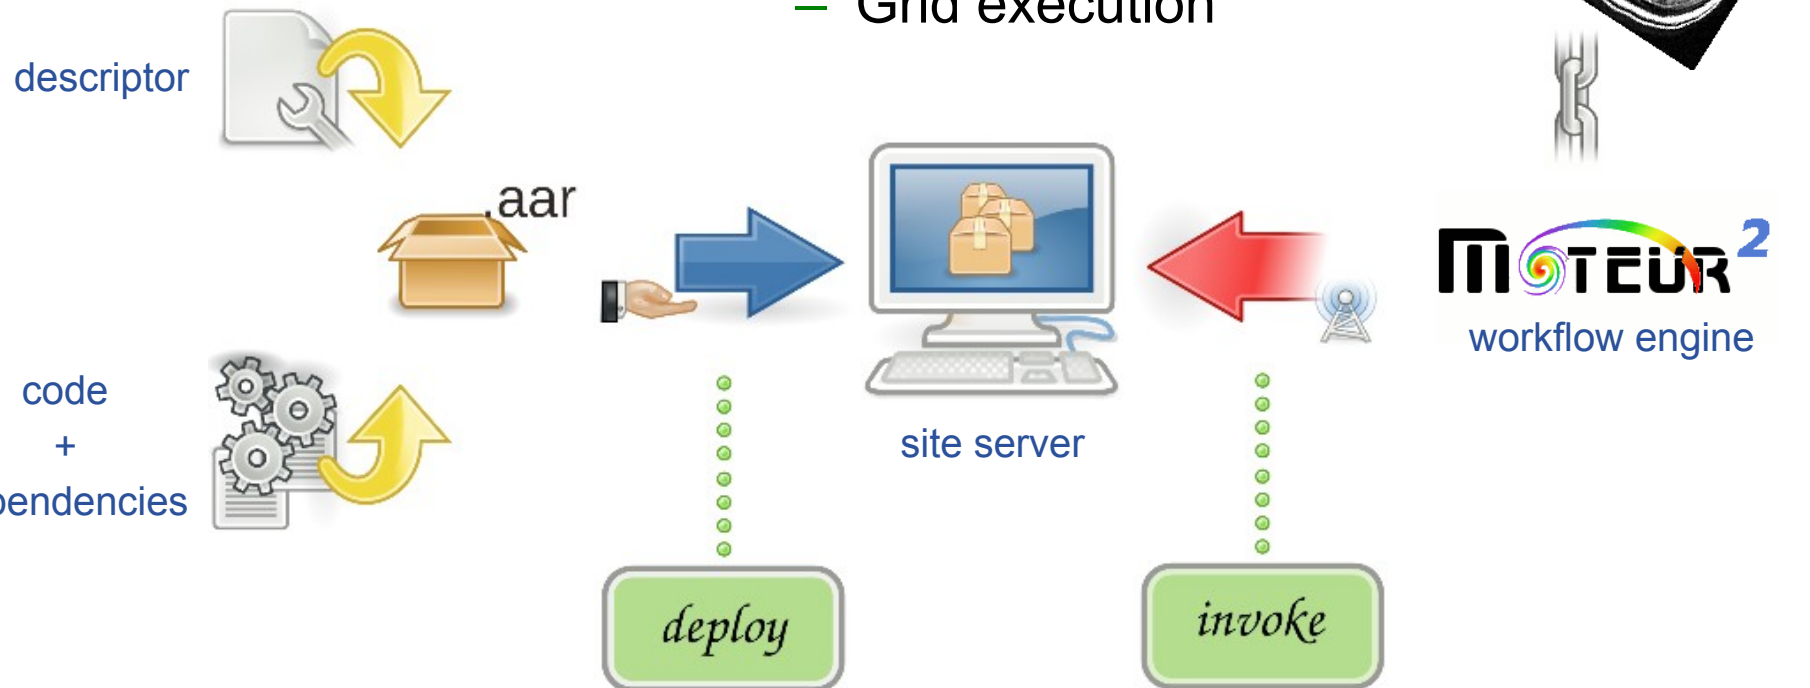 – Grid execution
descriptor
.aar
MOTEUR2
workflow engine
code
+
pendencies
site server
deploy
invoke